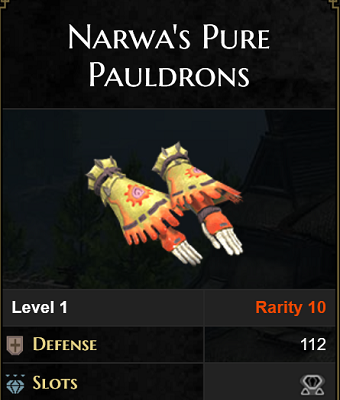 Narwa's Pure
Pauldrons
Level 1 Rarity 10
Defense 112
Slots